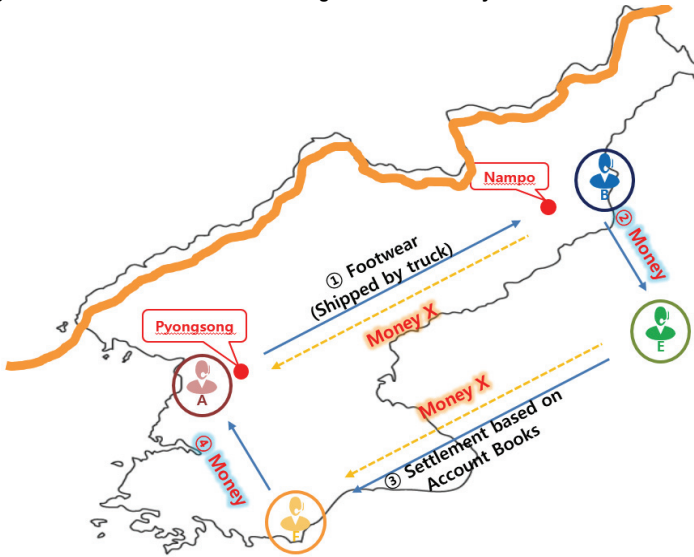 Nampo
B
② Money
① Footwear
(Shipped by truck)
Money X
Pyongsong
A
E
Money X
③ Settlement based on
Account Books
④ Money
F